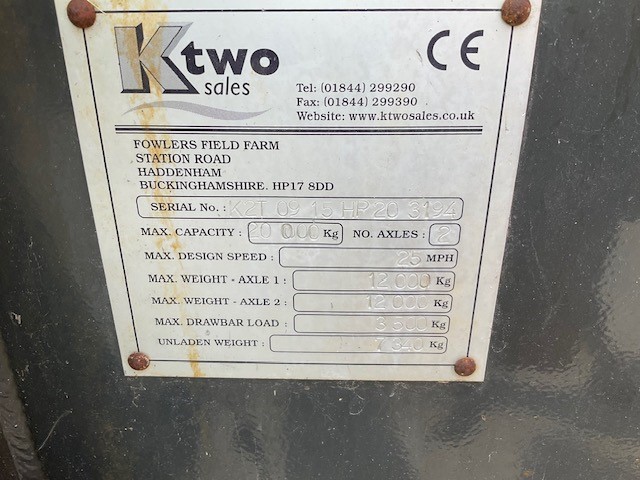 Ktwo
sales
CE
Tel: (01844) 299290
Fax: (01844) 299390
Website: www.ktwosales.co.uk
FOWLERS FIELD FARM
STATION ROAD
HADDENHAM
BUCKINGHAMSHIRE. HP17 8DD
SERIAL No. : K2T 09 15 HP20 3194
MAX. CAPACITY : 20 000 Kg NO. AXLES : 2
MAX. DESIGN SPEED : 25 MPH
MAX. WEIGHT - AXLE 1 : 12 000 Kg
MAX. WEIGHT - AXLE 2 : 12 000 Kg
MAX. DRAWBAR LOAD : Kg
UNLADEN WEIGHT : Kg